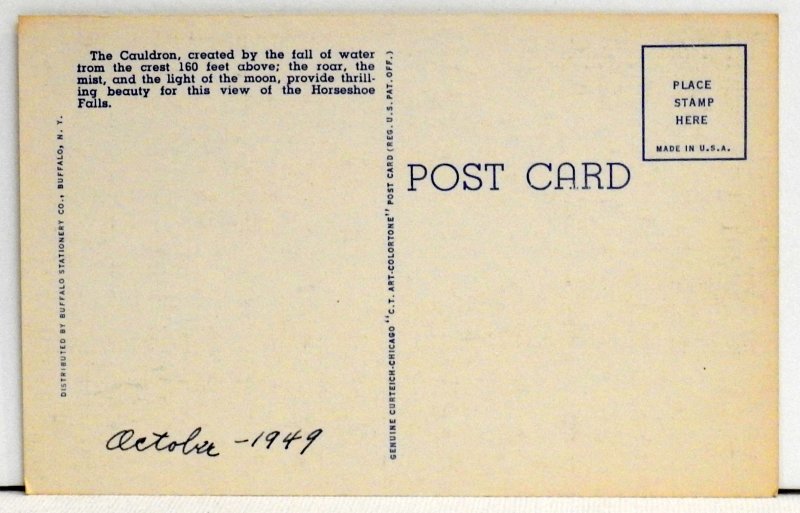 The Cauldron, created by the fall of water
from the crest 160 feet above; the roar, the
mist, and the light of the moon, provide thrill-
ing beauty for this view of the Horseshoe
Falls.
DISTRIBUTED BY BUFFALO STATIONERY CO., BUFFALO, N. Y.
October - 1949
GENUINE CURTEICH-CHICAGO "C.T. ART-COLORTONE" POST CARD (REG. U.S. PAT. OFF.)
POST CARD
PLACE
STAMP
HERE
MADE IN U.S.A.